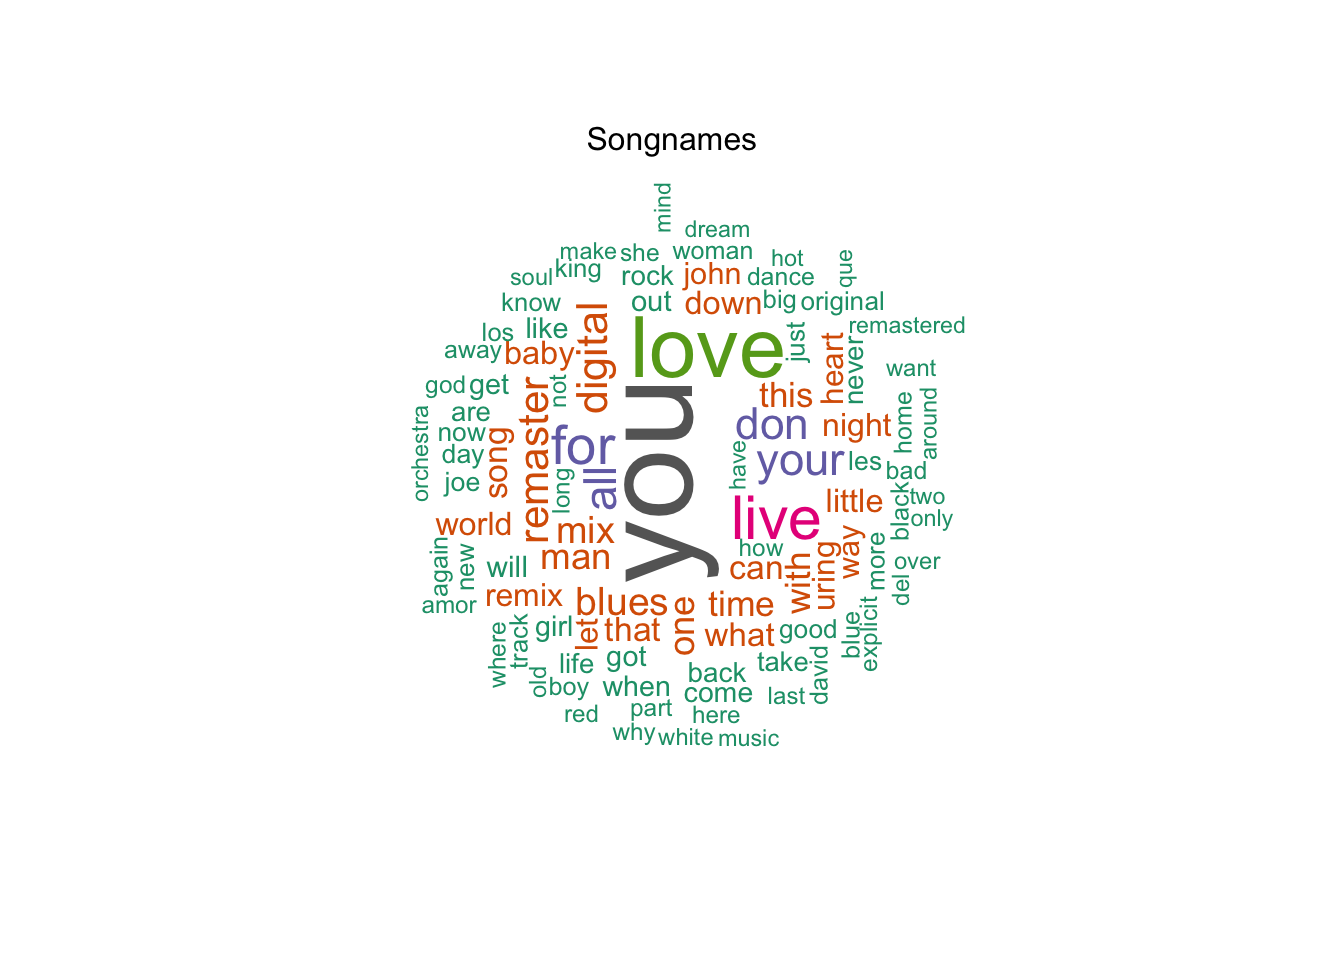 Songnames
mind
dream
make
she
woman
hot
que
soul
king
rock
john
dance
know
out
down
big
original
los
like
digital
love
just
remastered
away
baby
heart
never
want
god
get
not
you
this
home
around
orchestra
are
remaster
for
don
night
now
day
song
all
have
your
les
bad
joe
long
live
little
black
two
only
world
mix
how
way
man
can
with
uring
more
over
del
again
new
will
amor
remix
blues
one
time
explicit
blue
where
track
girl
let
that
what
good
old
life
got
back
take
david
boy
when
come
last
red
part
here
why
white
music